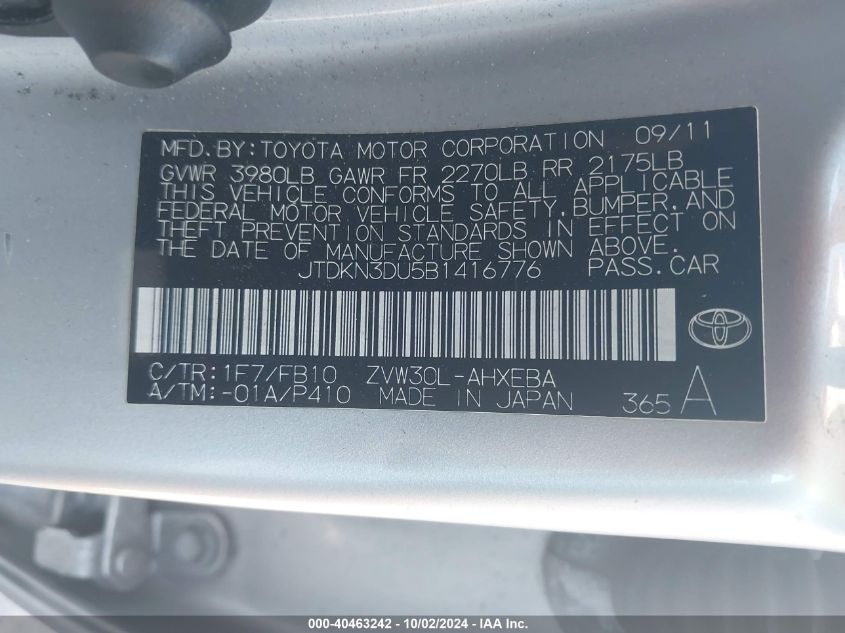 MFD. BY: TOYOTA MOTOR CORPORATION 09/11
GVWR 3980LB GAWR FR 2270LB RR 2175LB
THIS VEHICLE CONFORMS TO ALL APPLICABLE
FEDERAL MOTOR VEHICLE SAFETY, BUMPER, AND
THEFT PREVENTION STANDARDS IN EFFECT ON
THE DATE OF MANUFACTURE SHOWN ABOVE.
JTDKN3DU5B1416776 PASS. CAR
C/TR: 1F7/FB10 ZVW30L-AHXEBA
A/TM: -01A/P410 MADE IN JAPAN 365 A
000-40463242 - 10/02/2024 - IAA Inc.